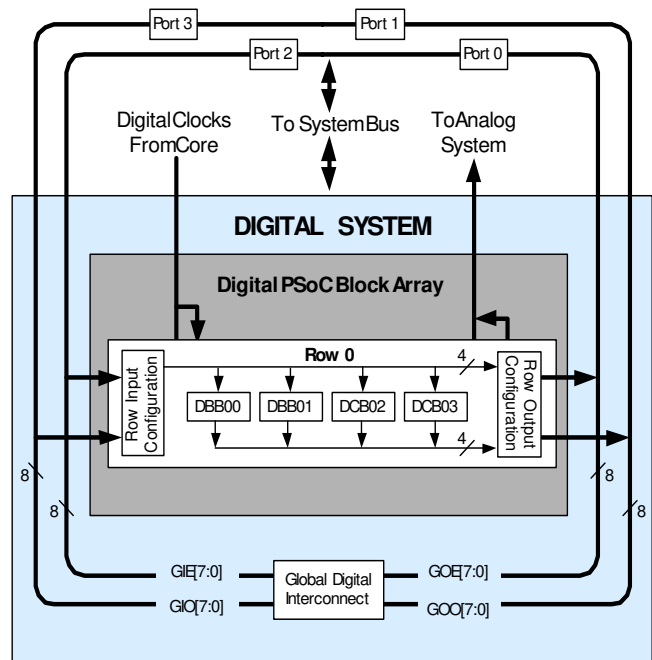 Port 3
Port 1
Port 2
Port 0
Digital Clocks
From Core
To System Bus
To Analog
System
DIGITAL SYSTEM
Digital PSoC Block Array
Row 0
4
Row Input
Configuration
DBB00
DBB01
DCB02
DCB03
4
Row Output
Configuration
8
8
8
8
GIE[7:0]
GIO[7:0]
Global Digital
Interconnect
GOE[7:0]
GOO[7:0]